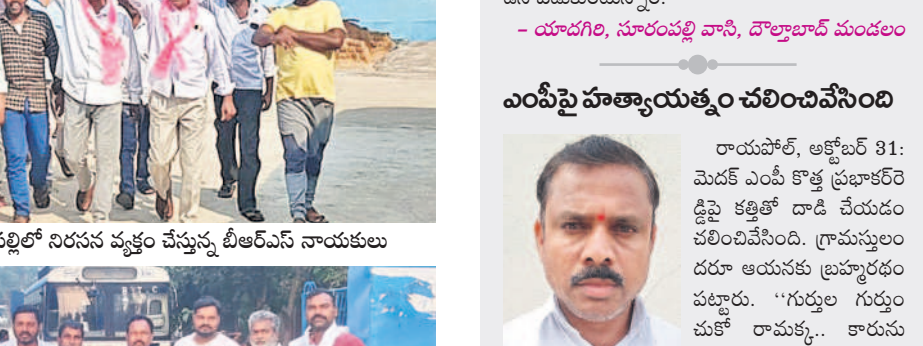 పల్లిలో నిరసన వ్యక్తం చేస్తున్న బీఆర్ఎస్ నాయకులు
– యాదగిరి, సూరంపల్లి వాసి, దౌల్తాబాద్ మండలం
ఎంపీపై హత్యాయత్నం చలించివేసింది
రాయపోల్, అక్టోబర్ 31:
మెదక్ ఎంపీ కొత్త ప్రభాకర్‌రె
డ్డిపై కత్తితో దాడి చేయడం
చలించివేసింది. గ్రామస్తులం
దరూ ఆయనకు బ్రహ్మరథం
పట్టారు. ‘‘గుర్తుల గుర్తుం
చుకో రామక్క.. కారును